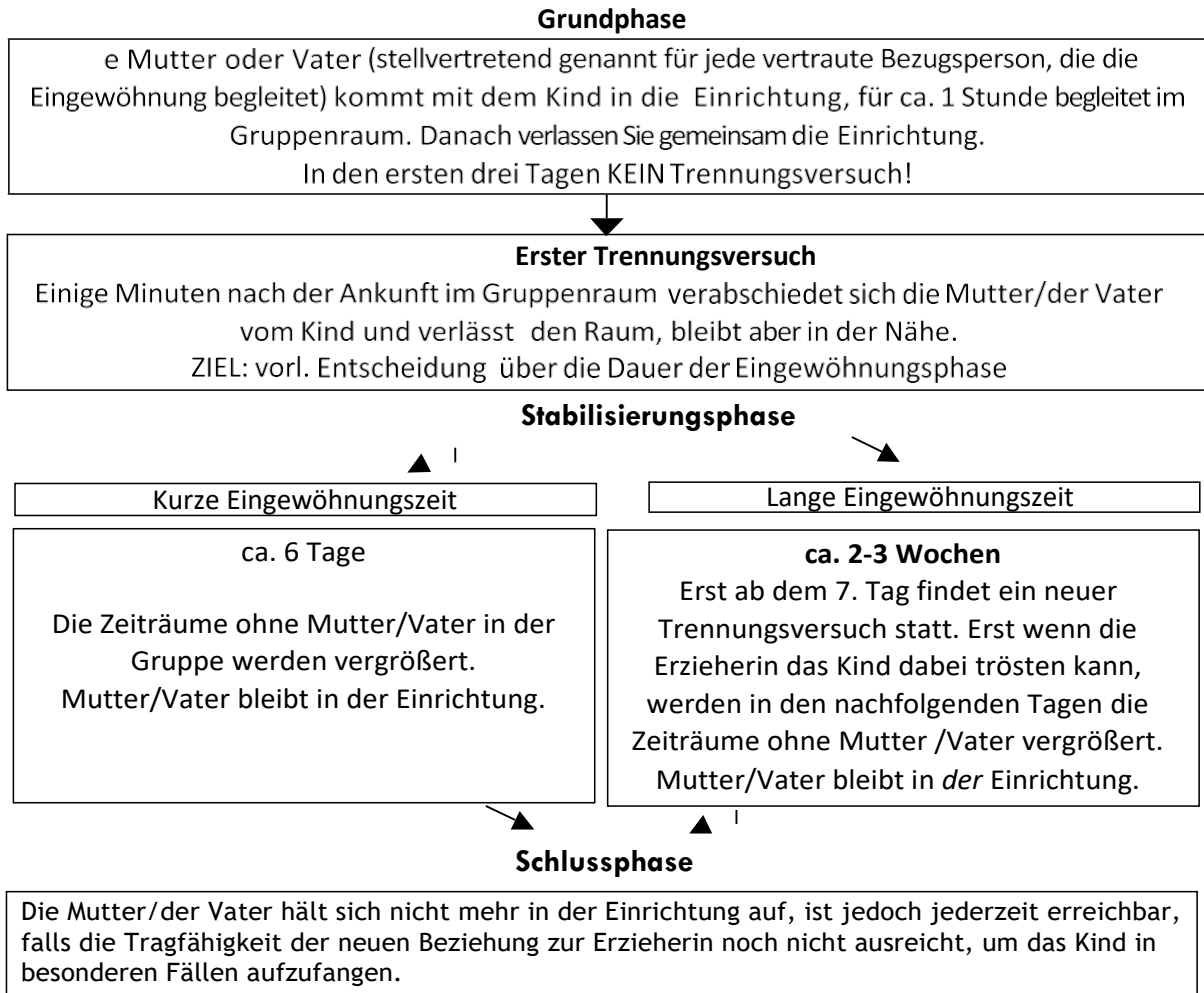 Grundphase
e Mutter oder Vater (stellvertretend genannt für jede vertraute Bezugsperson, die die
Eingewöhnung begleitet) kommt mit dem Kind in die Einrichtung, für ca. 1 Stunde begleitet im
Gruppenraum. Danach verlassen Sie gemeinsam die Einrichtung.
In den ersten drei Tagen KEIN Trennungsversuch!
Erster Trennungsversuch
Einige Minuten nach der Ankunft im Gruppenraum verabschiedet sich die Mutter/der Vater
vom Kind und verlässt den Raum, bleibt aber in der Nähe.
ZIEL: vorl. Entscheidung über die Dauer der Eingewöhnungsphase
Stabilisierungsphase
Kurze Eingewöhnungszeit
ca. 6 Tage
Die Zeiträume ohne Mutter/Vater in der
Gruppe werden vergrößert.
Mutter/Vater bleibt in der Einrichtung.
Lange Eingewöhnungszeit
ca. 2-3 Wochen
Erst ab dem 7. Tag findet ein neuer
Trennungsversuch statt. Erst wenn die
Erzieherin das Kind dabei trösten kann,
werden in den nachfolgenden Tagen die
Zeiträume ohne Mutter /Vater vergrößert.
Mutter/Vater bleibt in der Einrichtung.
Schlussphase
Die Mutter/der Vater hält sich nicht mehr in der Einrichtung auf, ist jedoch jederzeit erreichbar,
falls die Tragfähigkeit der neuen Beziehung zur Erzieherin noch nicht ausreicht, um das Kind in
besonderen Fällen aufzufangen.